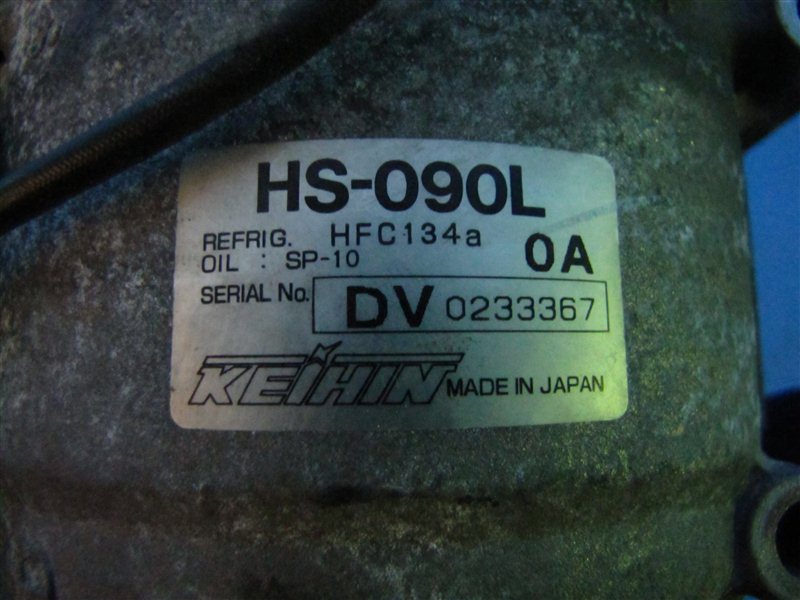 HS-090L
REFRIG. HFC134a
OIL : SP-10 0A
SERIAL No. DV 0233367
KEIHIN MADE IN JAPAN